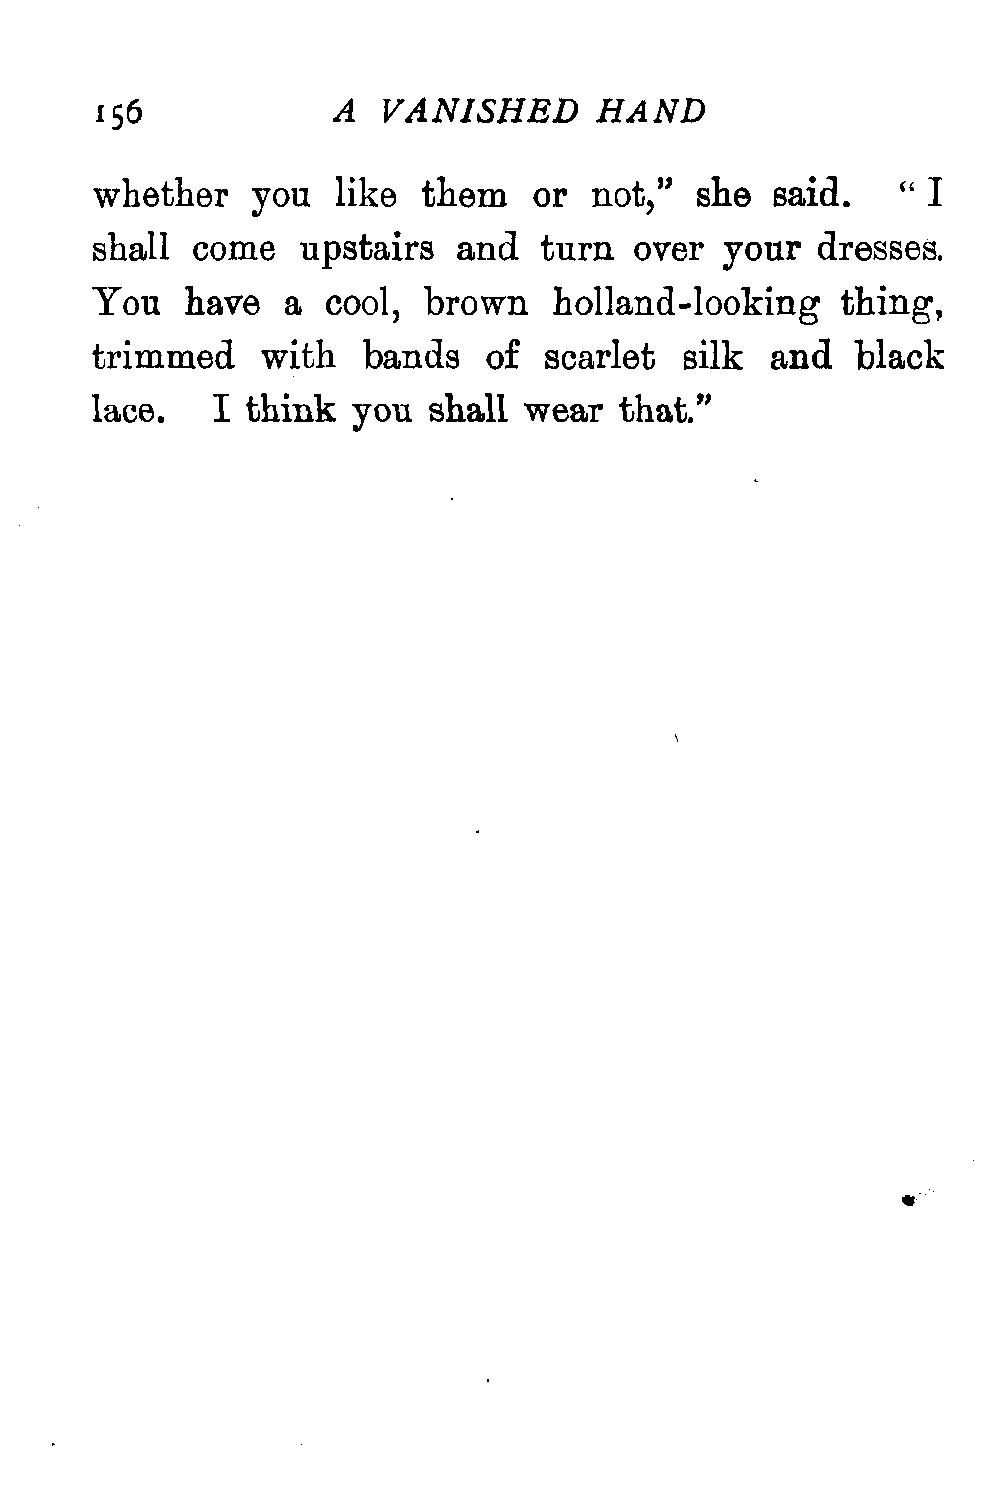 156 A VANISHED HAND
whether you like them or not,” she said. “ I
shall come upstairs and turn over your dresses.
You have a cool, brown holland-looking thing,
trimmed with bands of scarlet silk and black
lace. I think you shall wear that.”